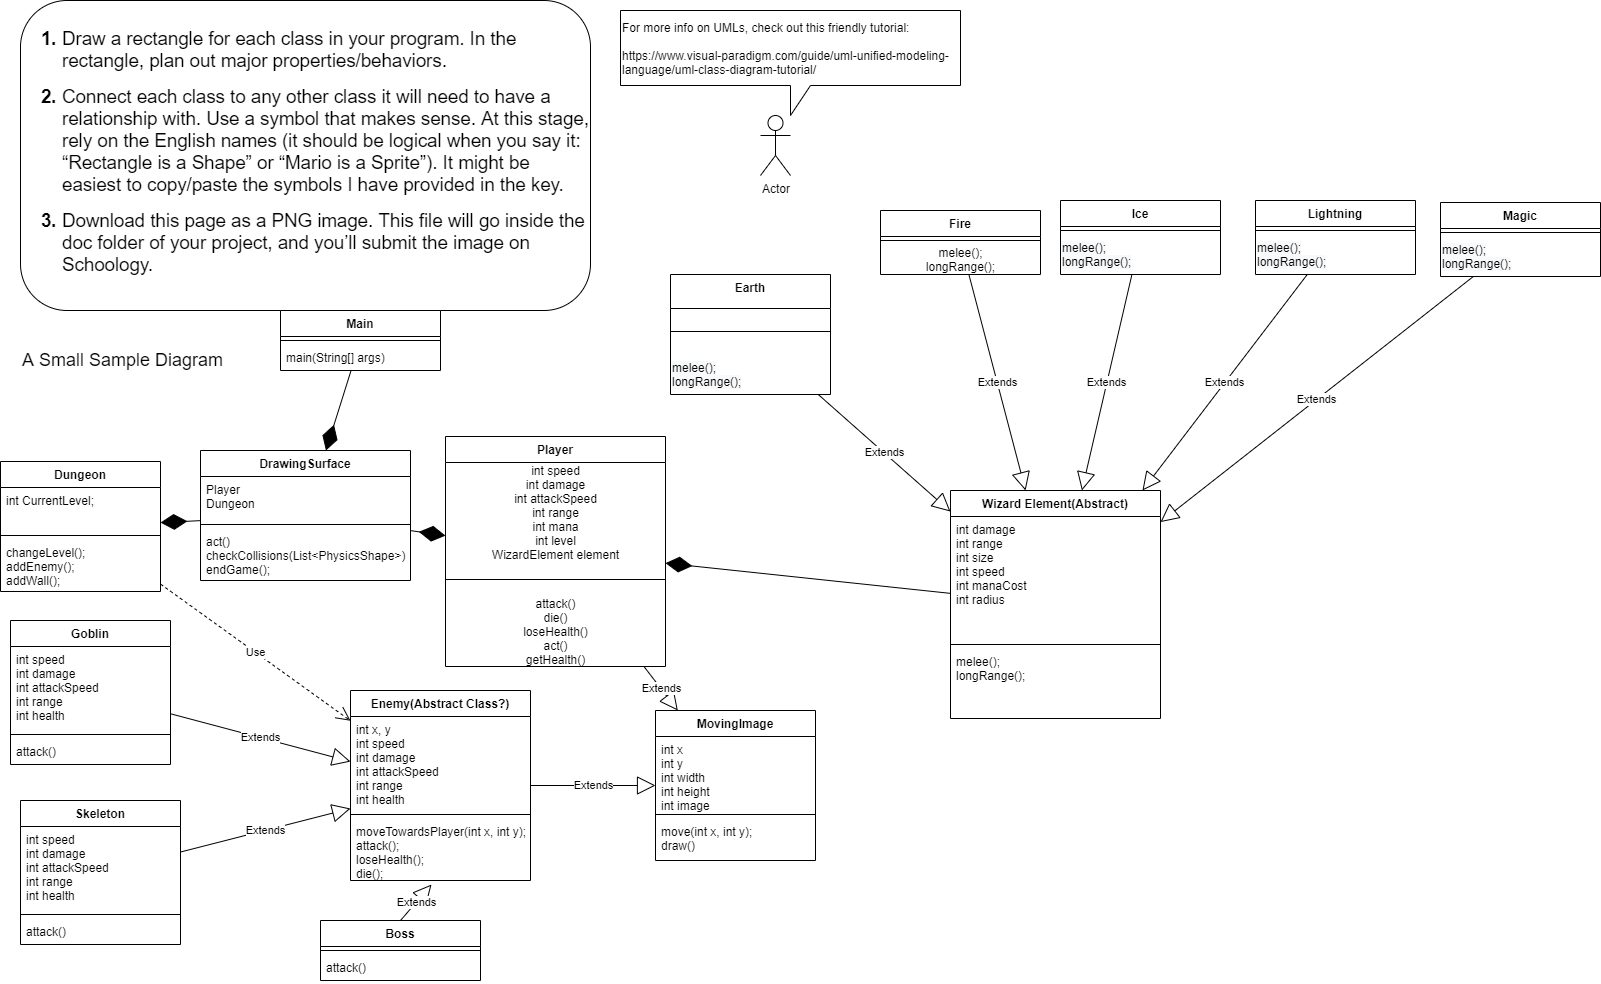 1. Draw a rectangle for each class in your program. In the
rectangle, plan out major properties/behaviors.
2. Connect each class to any other class it will need to have a
relationship with. Use a symbol that makes sense. At this stage,
rely on the English names (it should be logical when you say it:
“Rectangle is a Shape” or “Mario is a Sprite”). It might be
easiest to copy/paste the symbols I have provided in the key.
3. Download this page as a PNG image. This file will go inside the
doc folder of your project, and you’ll submit the image on
Schoology.
For more info on UMLs, check out this friendly tutorial:
https://www.visual-paradigm.com/guide/uml-unified-modeling-
language/uml-class-diagram-tutorial/
Actor
Fire
melee();
longRange();
Ice
melee();
longRange();
Lightning
melee();
longRange();
Magic
melee();
longRange();
Earth
melee();
longRange();
Main
main(String[] args)
A Small Sample Diagram
Extends
Extends
Extends
Extends
Extends
Dungeon
int CurrentLevel;
changeLevel();
addEnemy();
addWall();
DrawingSurface
Player
Dungeon
act()
checkCollisions(List<PhysicsShape>)
endGame();
Player
int speed
int damage
int attackSpeed
int range
int mana
int level
WizardElement element
attack()
die()
loseHealth()
act()
getHealth()
Wizard Element(Abstract)
int damage
int range
int size
int speed
int manaCost
int radius
melee();
longRange();
Use
Goblin
int speed
int damage
int attackSpeed
int range
int health
attack()
Extends
Extends
Enemy(Abstract Class?)
int x, y
int speed
int damage
int attackSpeed
int range
int health
moveTowardsPlayer(int x, int y);
attack();
loseHealth();
die();
Extends
MovingImage
int x
int y
int width
int height
int image
move(int x, int y);
draw()
Skeleton
int speed
int damage
int attackSpeed
int range
int health
attack()
Extends
Extends
Boss
attack()